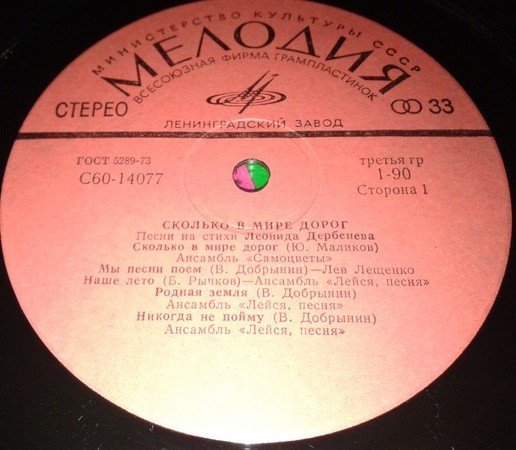 МИНИСТЕРСТВО КУЛЬТУРЫ СССР
МЕЛОДИЯ
ВСЕСОЮЗНАЯ ФИРМА ГРАМПЛАСТИНОК
СТЕРЕО
33
ЛЕНИНГРАДСКИЙ ЗАВОД
ГОСТ 5289-73
С60-14077
третья гр
1-90
Сторона 1
СКОЛЬКО В МИРЕ ДОРОГ
Песни на стихи Леонида Дербенева
Сколько в мире дорог (Ю. Маликов)
Ансамбль «Самоцветы»
Мы песни поем (В. Добрынин)—Лев Лещенко
Наше лето (Б. Рычков)—Ансамбль «Лейся, песня»
Родная земля (В. Добрынин)
Ансамбль «Лейся, песня»
Никогда не пойму (В. Добрынин)
Ансамбль «Лейся, песня»